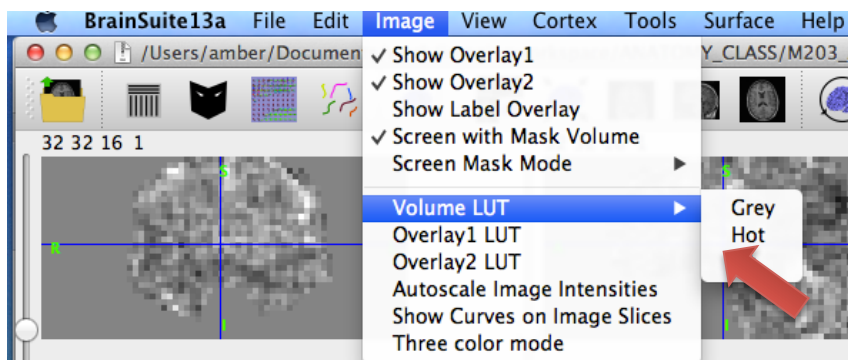 BrainSuite13a File Edit Image View Cortex Tools Surface Help
/Users/amber/Documen
Y_CLASS/M203_
✓ Show Overlay1
✓ Show Overlay2
Show Label Overlay
✓ Screen with Mask Volume
Screen Mask Mode ▶
32 32 16 1
S
R
I
Volume LUT ▶
Overlay1 LUT
Overlay2 LUT
Autoscale Image Intensities
Show Curves on Image Slices
Three color mode
Grey
Hot
S
I